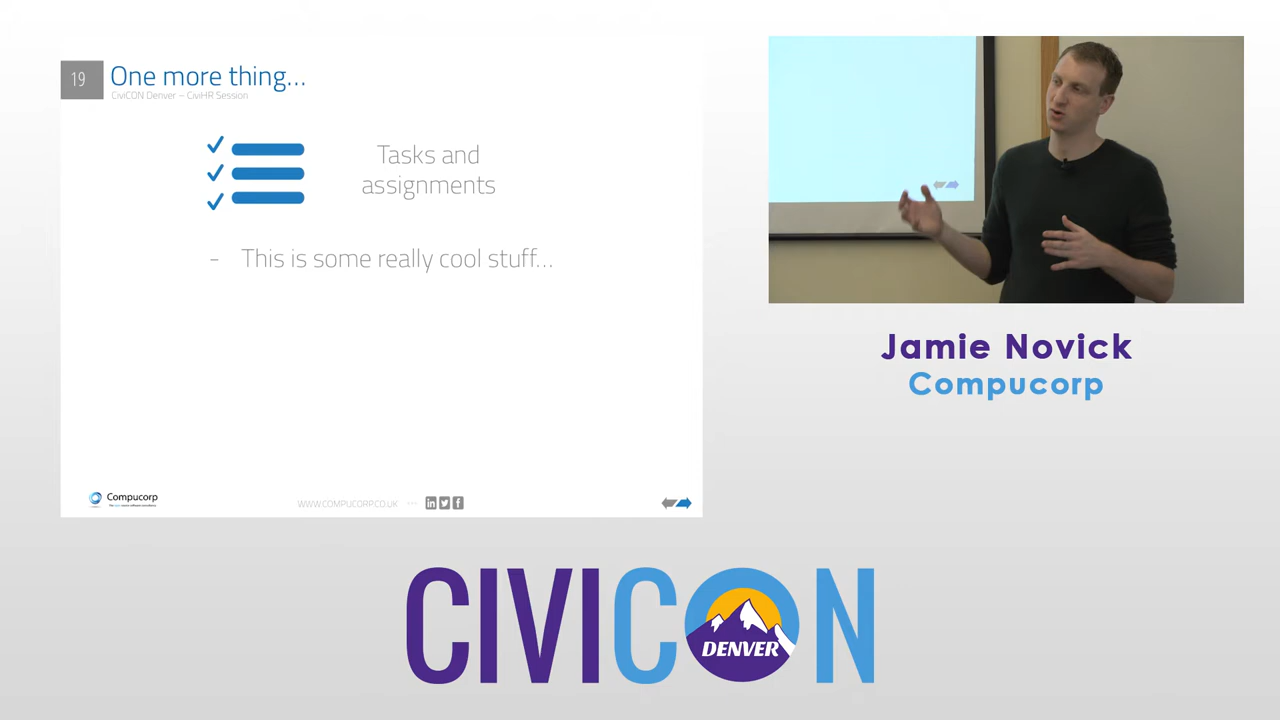 19
One more thing...
CiviCON Denver – CiviHR Session
Tasks and
assignments
- This is some really cool stuff...
Compucorp
WWW.COMPUCORP.CO.UK
Jamie Novick
Compucorp
CIVICON
DENVER